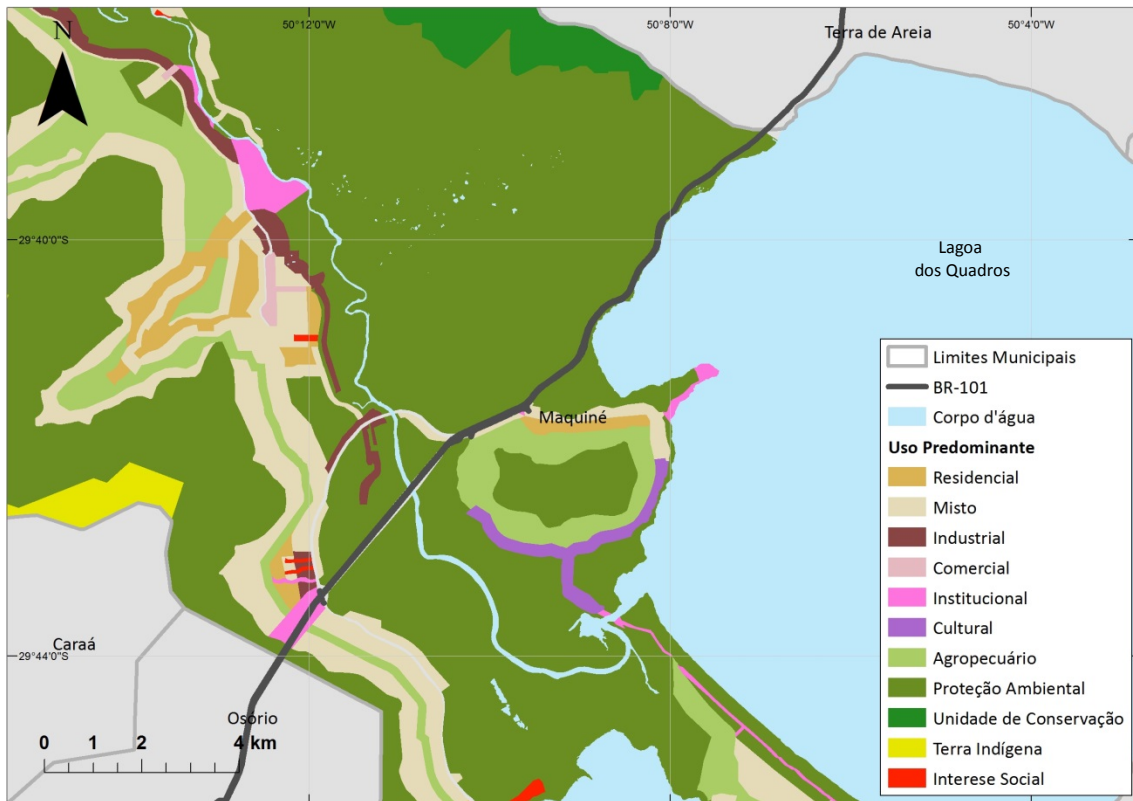 50°12'0"W
50°8'0"W
50°4'0"W
N
Terra de Areia
29°40'0"S
Lagoa
dos Quadros
Maquiné
Caraá
29°44'0"S
Osório
0 1 2 4 km
Limites Municipais
BR-101
Corpo d'água
Uso Predominante
Residencial
Misto
Industrial
Comercial
Institucional
Cultural
Agropecuário
Proteção Ambiental
Unidade de Conservação
Terra Indígena
Interese Social